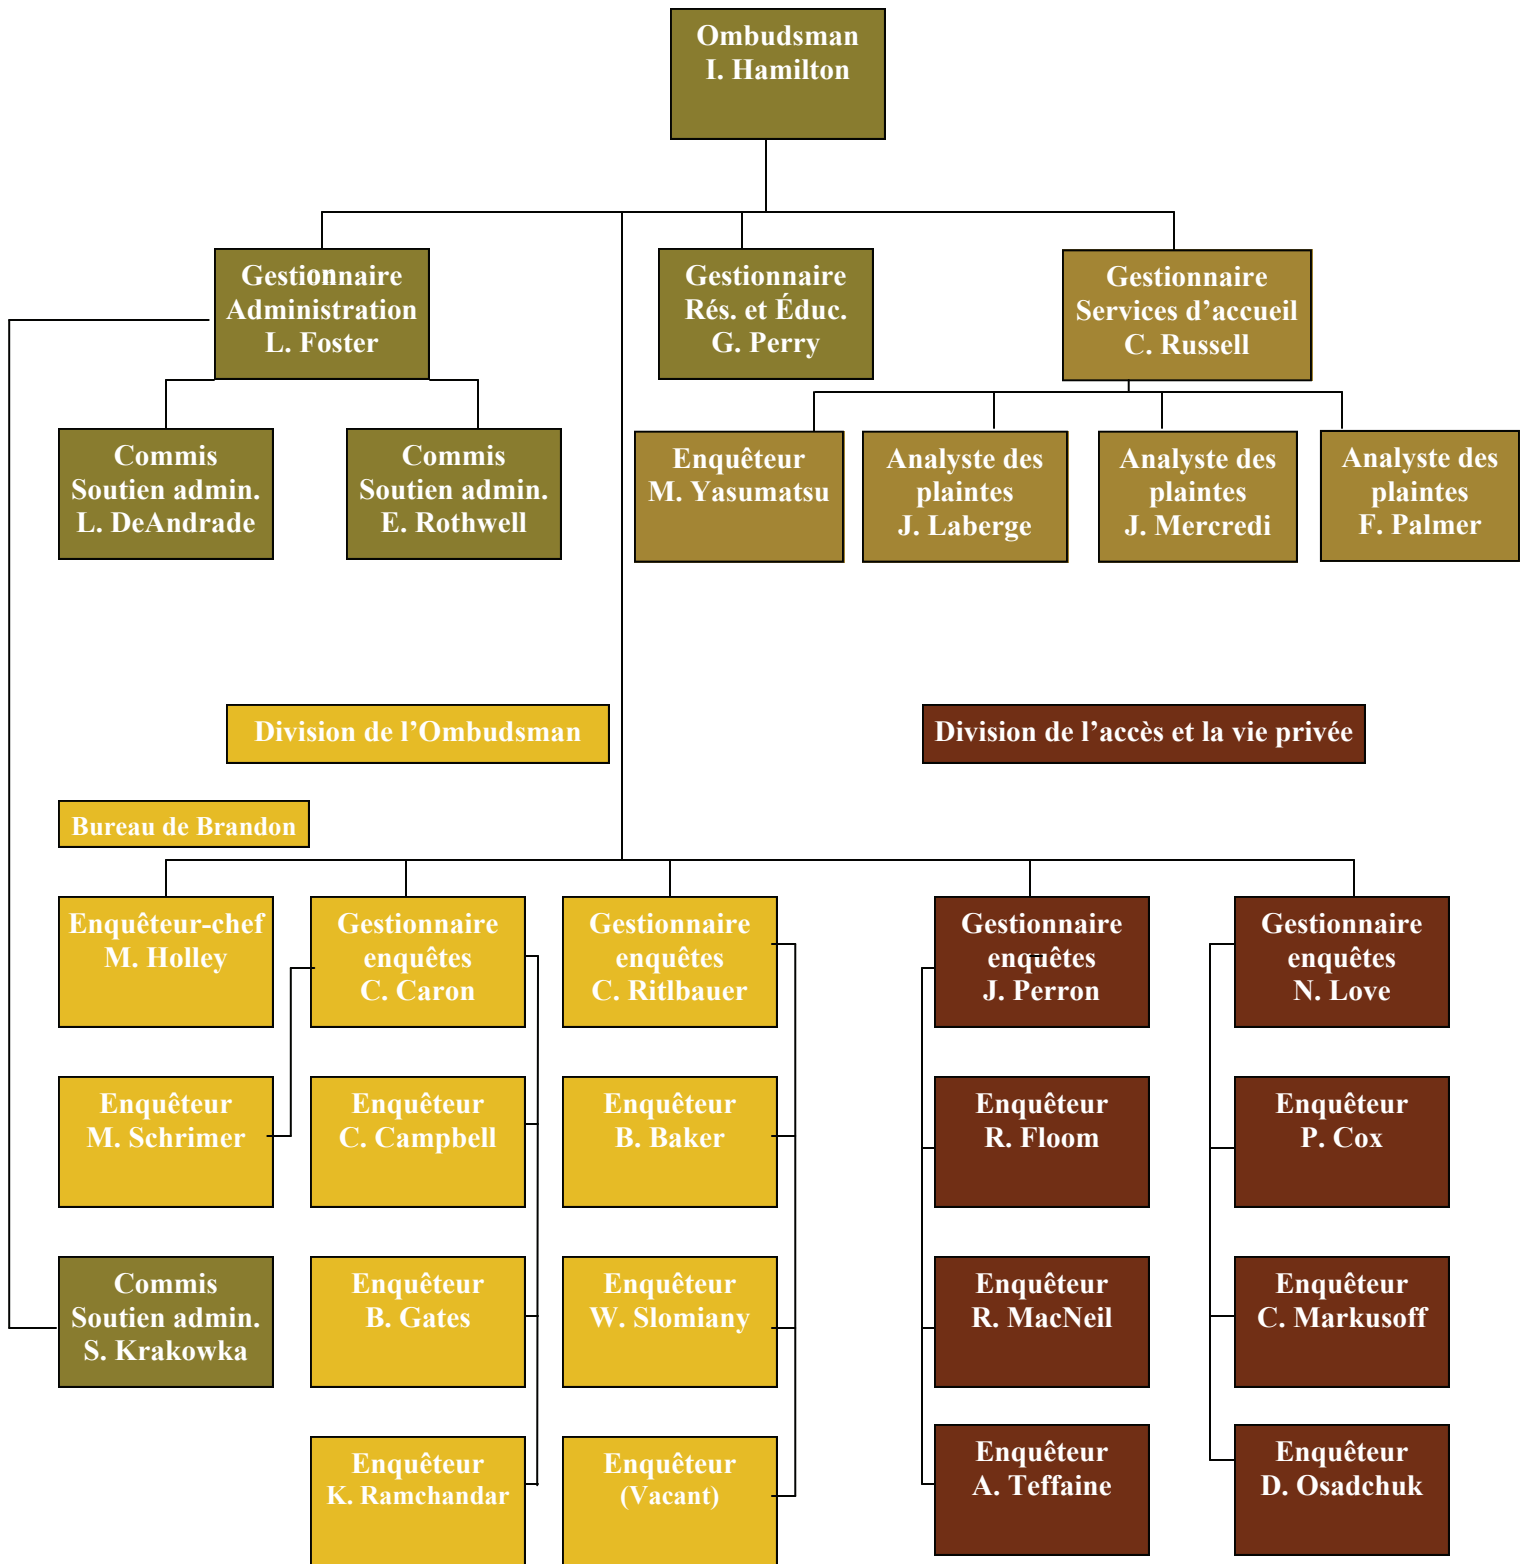 Ombudsman
I. Hamilton
Gestionnaire
Administration
L. Foster
Gestionnaire
Rés. et Éduc.
G. Perry
Gestionnaire
Services d’accueil
C. Russell
Commis
Soutien admin.
L. DeAndrade
Commis
Soutien admin.
E. Rothwell
Enquêteur
M. Yasumatsu
Analyste des
plaintes
J. Laberge
Analyste des
plaintes
J. Mercredi
Analyste des
plaintes
F. Palmer
Division de l’Ombudsman
Division de l’accès et la vie privée
Bureau de Brandon
Enquêteur-chef
M. Holley
Gestionnaire
enquêtes
C. Caron
Gestionnaire
enquêtes
C. Ritlbauer
Gestionnaire
enquêtes
J. Perron
Gestionnaire
enquêtes
N. Love
Enquêteur
M. Schrimer
Enquêteur
C. Campbell
Enquêteur
B. Baker
Enquêteur
R. Floom
Enquêteur
P. Cox
Commis
Soutien admin.
S. Krakowka
Enquêteur
B. Gates
Enquêteur
W. Slomiany
Enquêteur
R. MacNeil
Enquêteur
C. Markusoff
Enquêteur
K. Ramchandar
Enquêteur
(Vacant)
Enquêteur
A. Teffaine
Enquêteur
D. Osadchuk